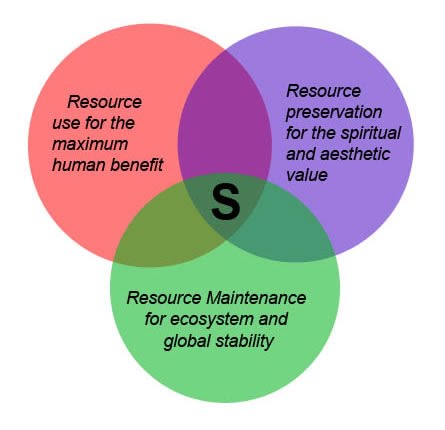 Resource
use for the
maximum
human benefit
Resource
preservation
for the spiritual
and aesthetic
value
S
Resource Maintenance
for ecosystem and
global stability